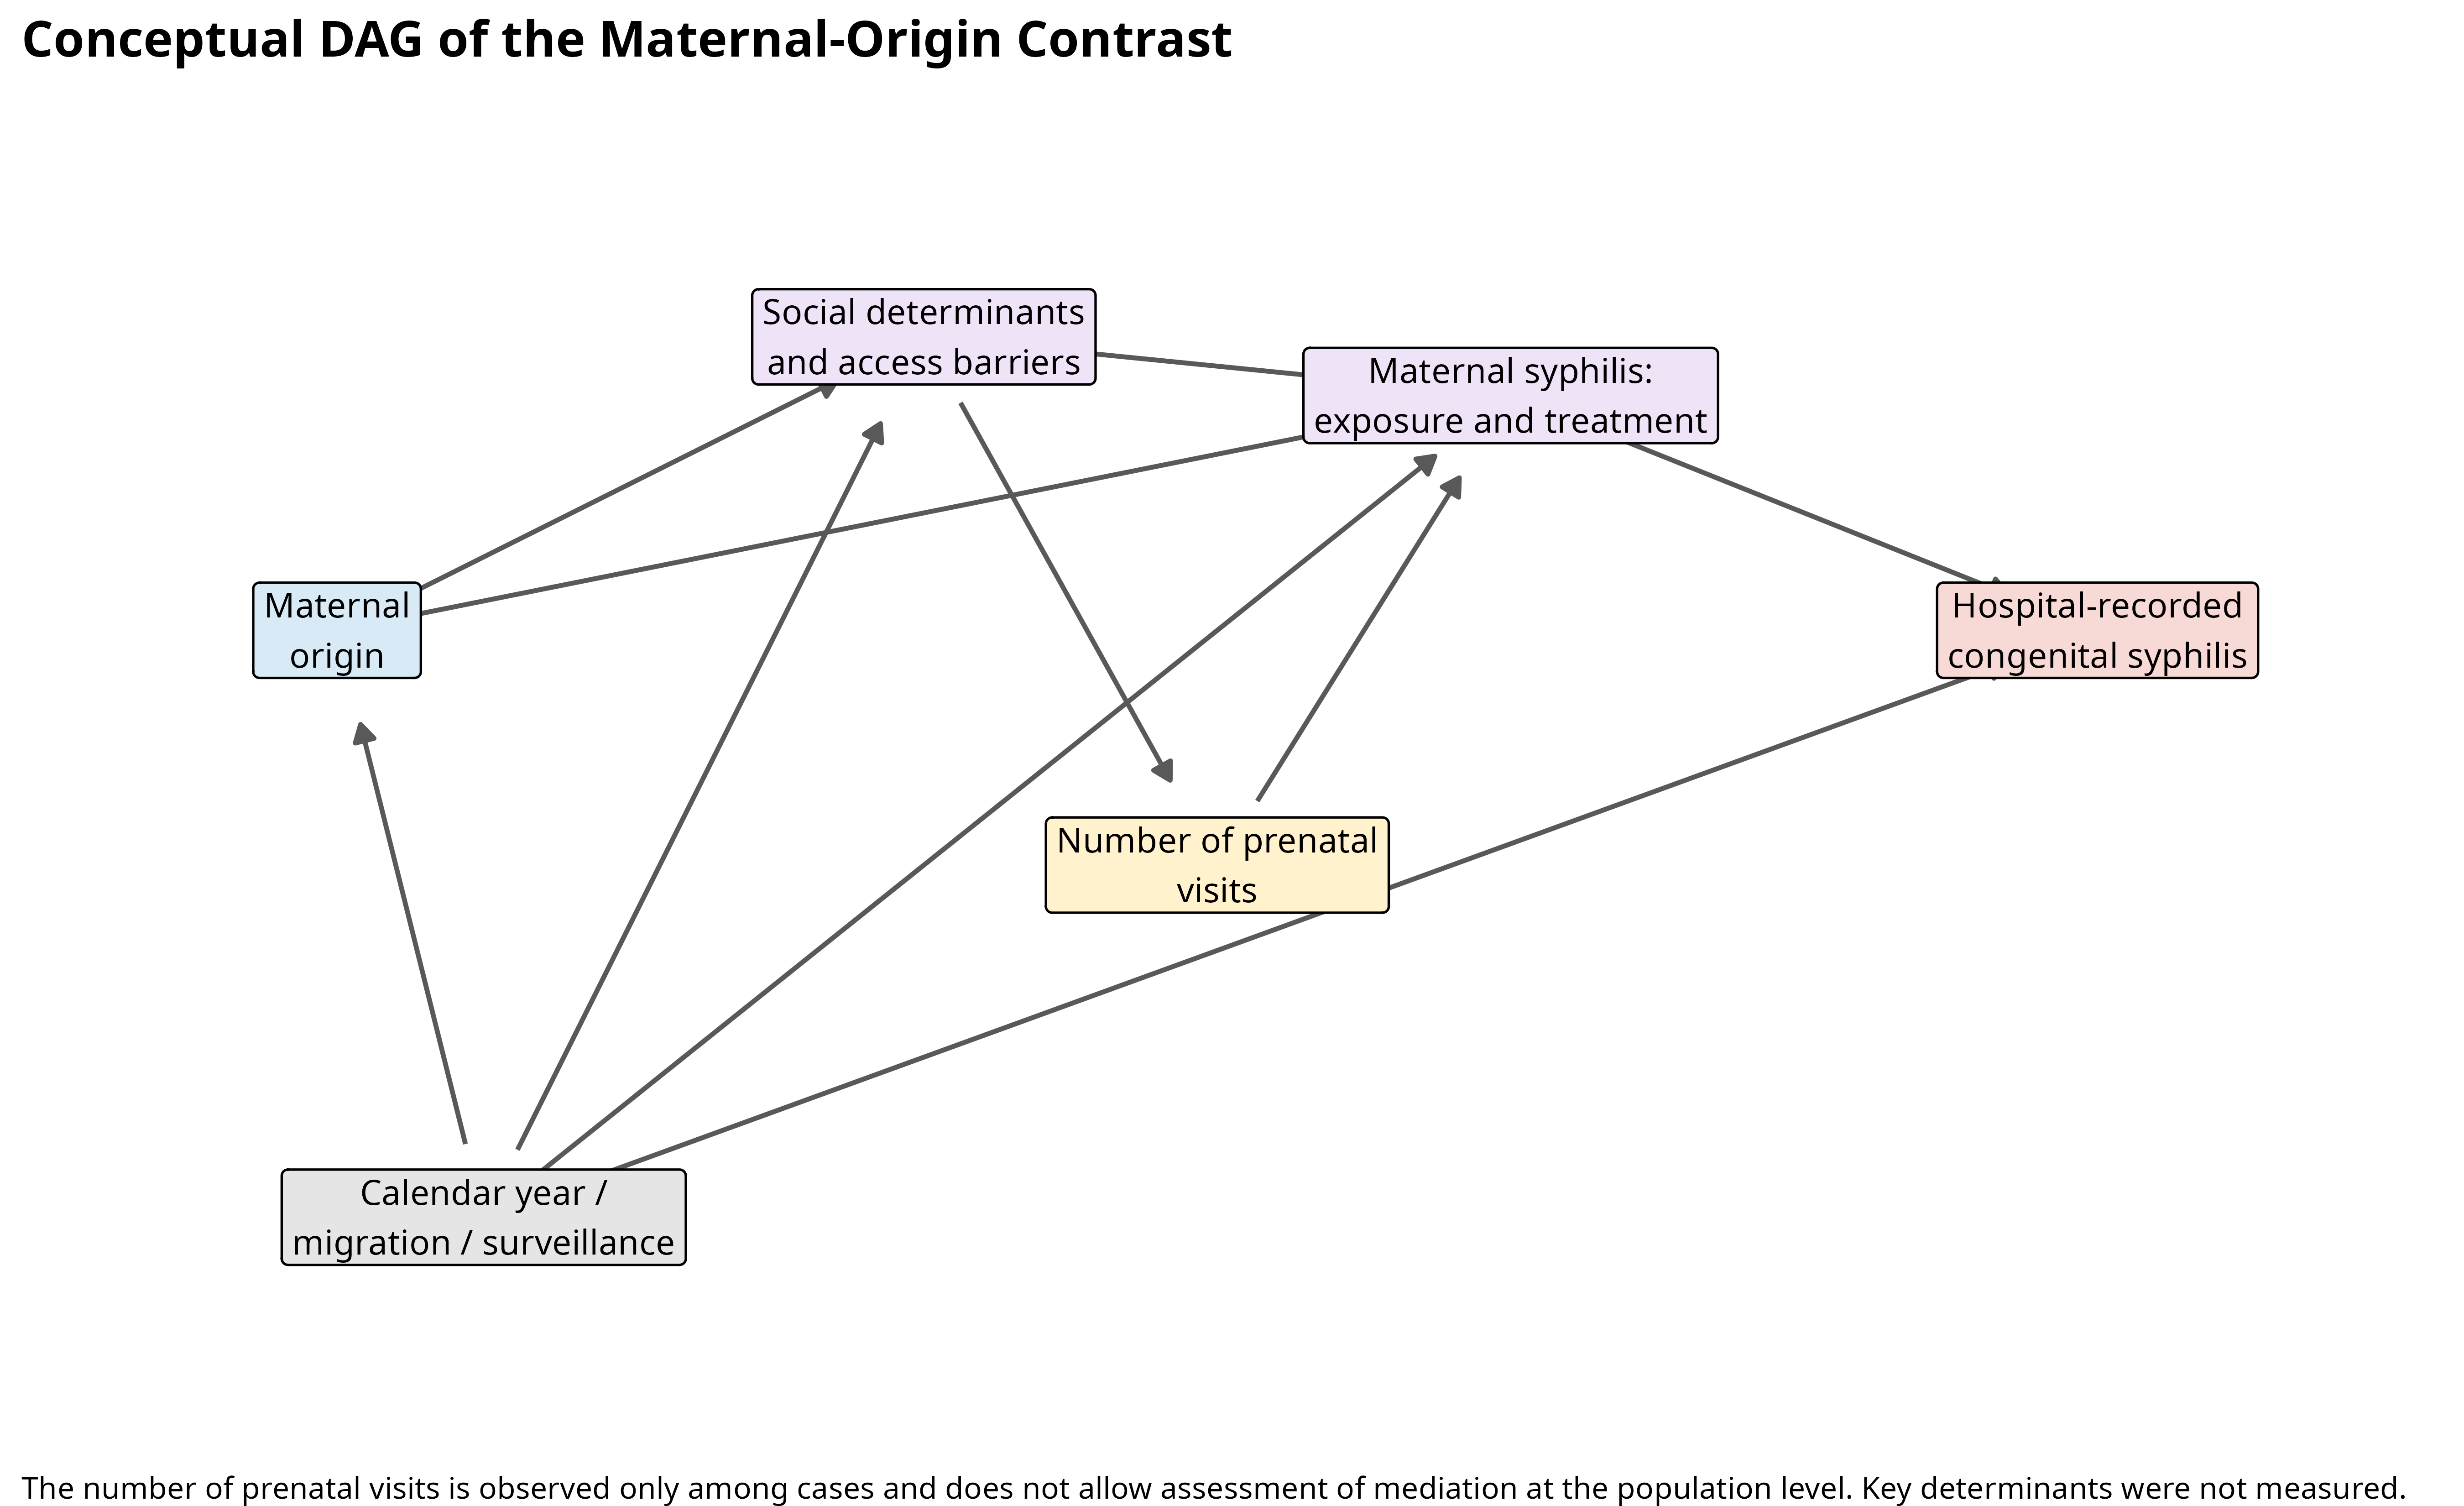 Conceptual DAG of the Maternal-Origin Contrast
Social determinants
and access barriers
Maternal syphilis:
exposure and treatment
Maternal
origin
Hospital-recorded
congenital syphilis
Number of prenatal
visits
Calendar year /
migration / surveillance
The number of prenatal visits is observed only among cases and does not allow assessment of mediation at the population level. Key determinants were not measured.